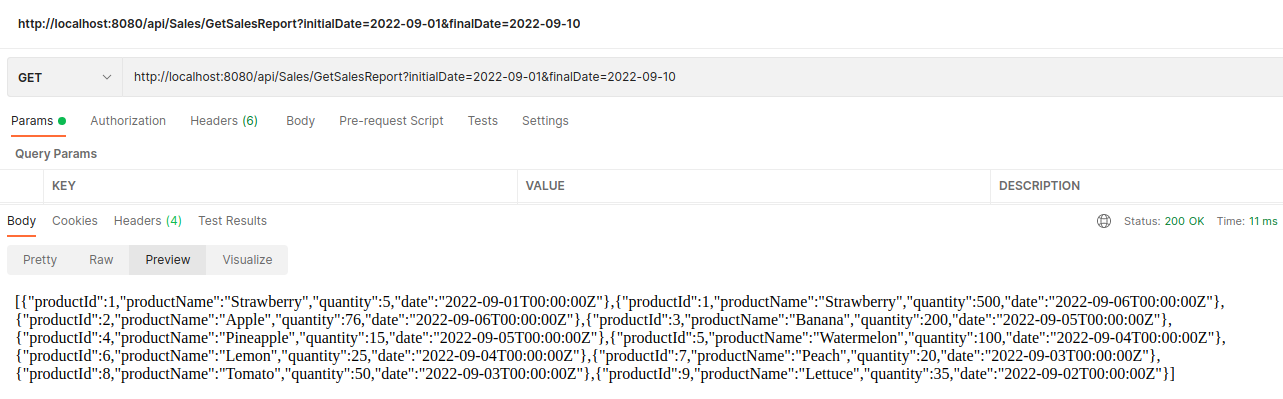 http://localhost:8080/api/Sales/GetSalesReport?initialDate=2022-09-01&finalDate=2022-09-10
GET http://localhost:8080/api/Sales/GetSalesReport?initialDate=2022-09-01&finalDate=2022-09-10
Params Authorization Headers (6) Body Pre-request Script Tests Settings
Query Params
KEY VALUE DESCRIPTION
Body Cookies Headers (4) Test Results Status: 200 OK Time: 11 ms
Pretty Raw Preview Visualize
[{"productId":1,"productName":"Strawberry","quantity":5,"date":"2022-09-01T00:00:00Z"},{"productId":1,"productName":"Strawberry","quantity":500,"date":"2022-09-06T00:00:00Z"},
{"productId":2,"productName":"Apple","quantity":76,"date":"2022-09-06T00:00:00Z"},{"productId":3,"productName":"Banana","quantity":200,"date":"2022-09-05T00:00:00Z"},
{"productId":4,"productName":"Pineapple","quantity":15,"date":"2022-09-05T00:00:00Z"},{"productId":5,"productName":"Watermelon","quantity":100,"date":"2022-09-04T00:00:00Z"},
{"productId":6,"productName":"Lemon","quantity":25,"date":"2022-09-04T00:00:00Z"},{"productId":7,"productName":"Peach","quantity":20,"date":"2022-09-03T00:00:00Z"},
{"productId":8,"productName":"Tomato","quantity":50,"date":"2022-09-03T00:00:00Z"},{"productId":9,"productName":"Lettuce","quantity":35,"date":"2022-09-02T00:00:00Z"}]